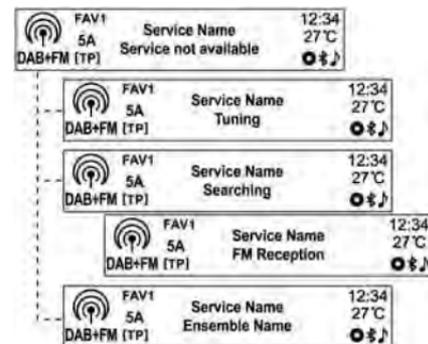 FAV1 Service Name 12:34
5A Service not available 27°C
DAB+FM [TP]
FAV1 Service Name 12:34
5A Tuning 27°C
DAB+FM [TP]
FAV1 Service Name 12:34
5A Searching 27°C
DAB+FM [TP]
FAV1 Service Name 12:34
5A FM Reception 27°C
DAB+FM [TP]
FAV1 Service Name 12:34
5A Ensemble Name 27°C
DAB+FM [TP]